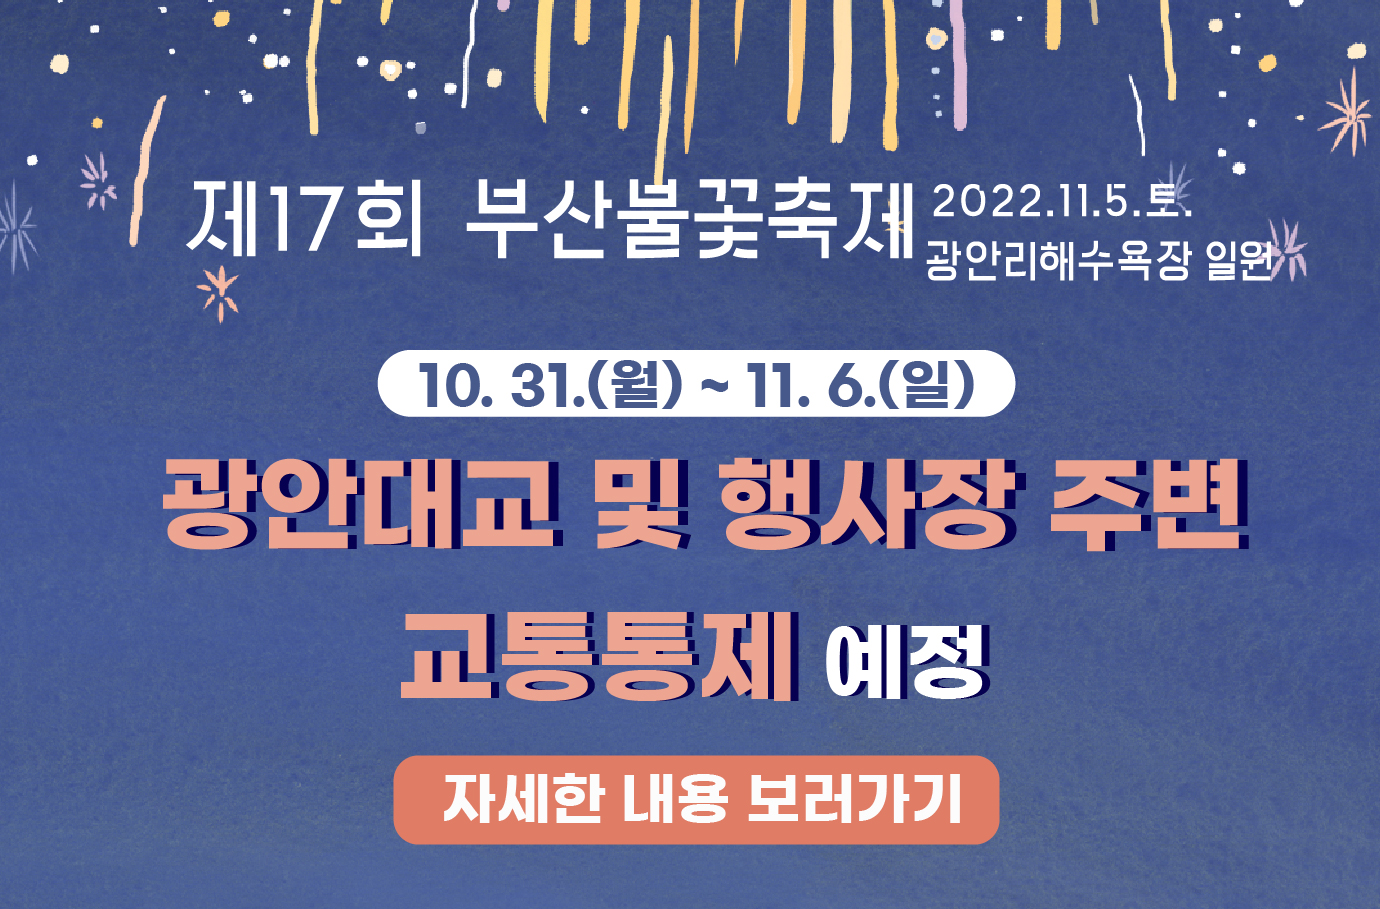 제17회 부산불꽃축제
2022.11.5.토.
광안리해수욕장 일원
10. 31.(월) ~ 11. 6.(일)
광안대교 및 행사장 주변
교통통제 예정
자세한 내용 보러가기